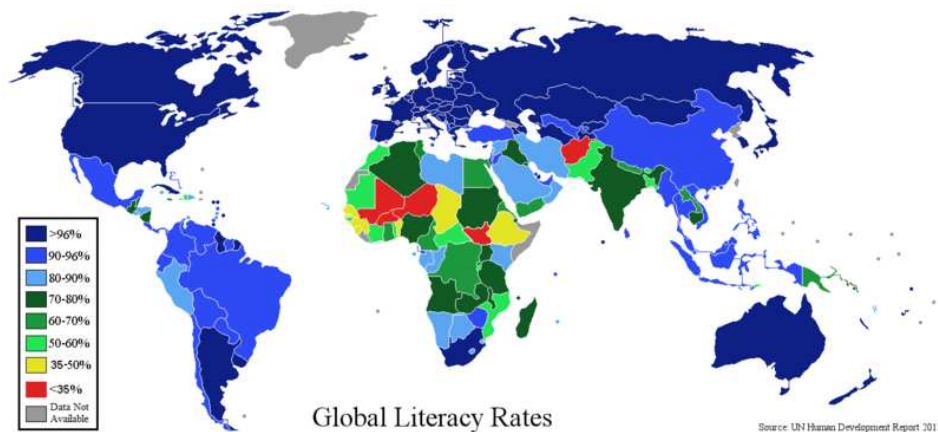 >96%
90-96%
80-90%
70-80%
60-70%
50-60%
35-50%
<35%
Data Not
Available
Global Literacy Rates
Source: UN Human Development Report 201